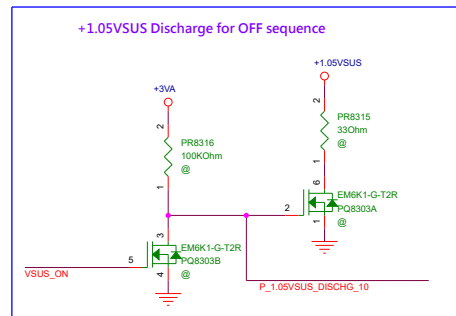 +1.05VSUS Discharge for OFF sequence
+1.05VSUS
+3VA
2
PR8315
33Ohm
@
1
2
PR8316
100KOhm
@
1
6
EM6K1-G-T2R
PQ8303A
@
2
1
3
EM6K1-G-T2R
PQ8303B
@
5
4
VSUS_ON
P_1.05VSUS_DISCHG_10